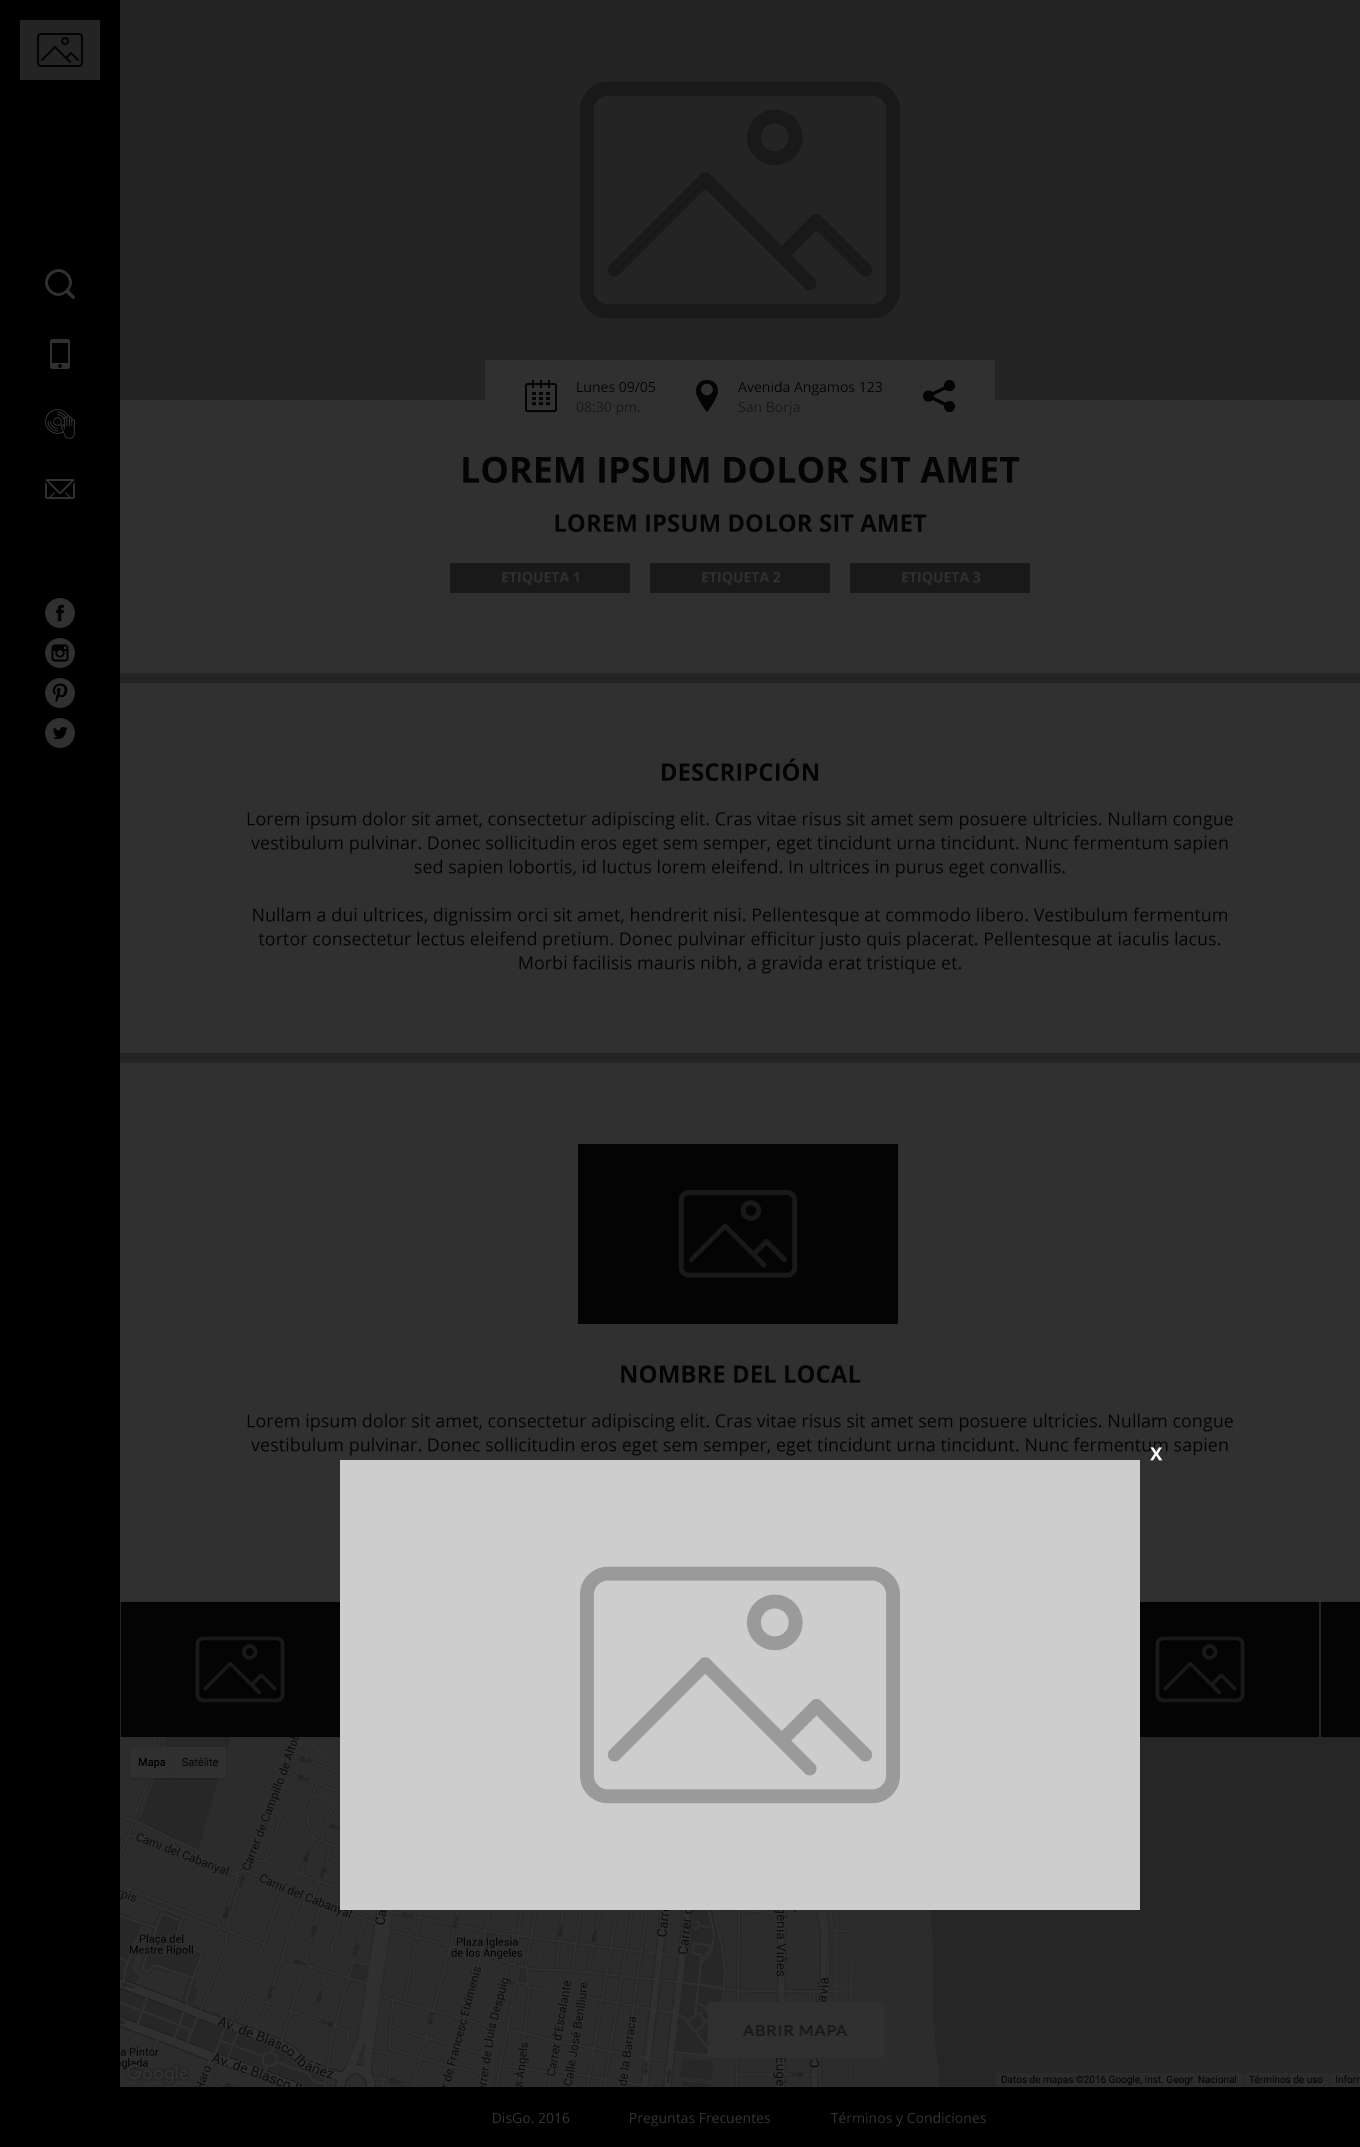 Lunes 09/05
08:30 pm.
Avenida Angamos 123
San Borja
LOREM IPSUM DOLOR SIT AMET
LOREM IPSUM DOLOR SIT AMET
ETIQUETA 1
ETIQUETA 2
ETIQUETA 3
DESCRIPCIÓN
Lorem ipsum dolor sit amet, consectetur adipiscing elit. Cras vitae risus sit amet sem posuere ultricies. Nullam congue
vestibulum pulvinar. Donec sollicitudin eros eget sem semper, eget tincidunt urna tincidunt. Nunc fermentum sapien
sed sapien lobortis, id luctus lorem eleifend. In ultrices in purus eget convallis.
Nullam a dui ultrices, dignissim orci sit amet, hendrerit nisi. Pellentesque at commodo libero. Vestibulum fermentum
tortor consectetur lectus eleifend pretium. Donec pulvinar efficitur justo quis placerat. Pellentesque at iaculis lacus.
Morbi facilisis mauris nibh, a gravida erat tristique et.
NOMBRE DEL LOCAL
Lorem ipsum dolor sit amet, consectetur adipiscing elit. Cras vitae risus sit amet sem posuere ultricies. Nullam congue
vestibulum pulvinar. Donec sollicitudin eros eget sem semper, eget tincidunt urna tincidunt. Nunc fermentum sapien
X
Mapa
Satélite
Carrer de Campillo de Alto
Camí del Cabanyal
Camí del Cabanyal
Plaça del
Mestre Ripoll
Plaza Iglesia
de los Ángeles
Carrer
Carrer
gènia Viñes
de Francesc Eiximenis
rrer de Lluís Despuig
s Àngels
Carrer d'Escalante
Calle José Benlliure
de la Barraca
ABRIR MAPA
Av. de Blasco Ibáñez
Av. de Blasco
a Pintor
Google
Datos de mapas ©2016 Google, Inst. Geogr. Nacional
Términos de uso
Infor
DisGo. 2016
Preguntas Frecuentes
Términos y Condiciones